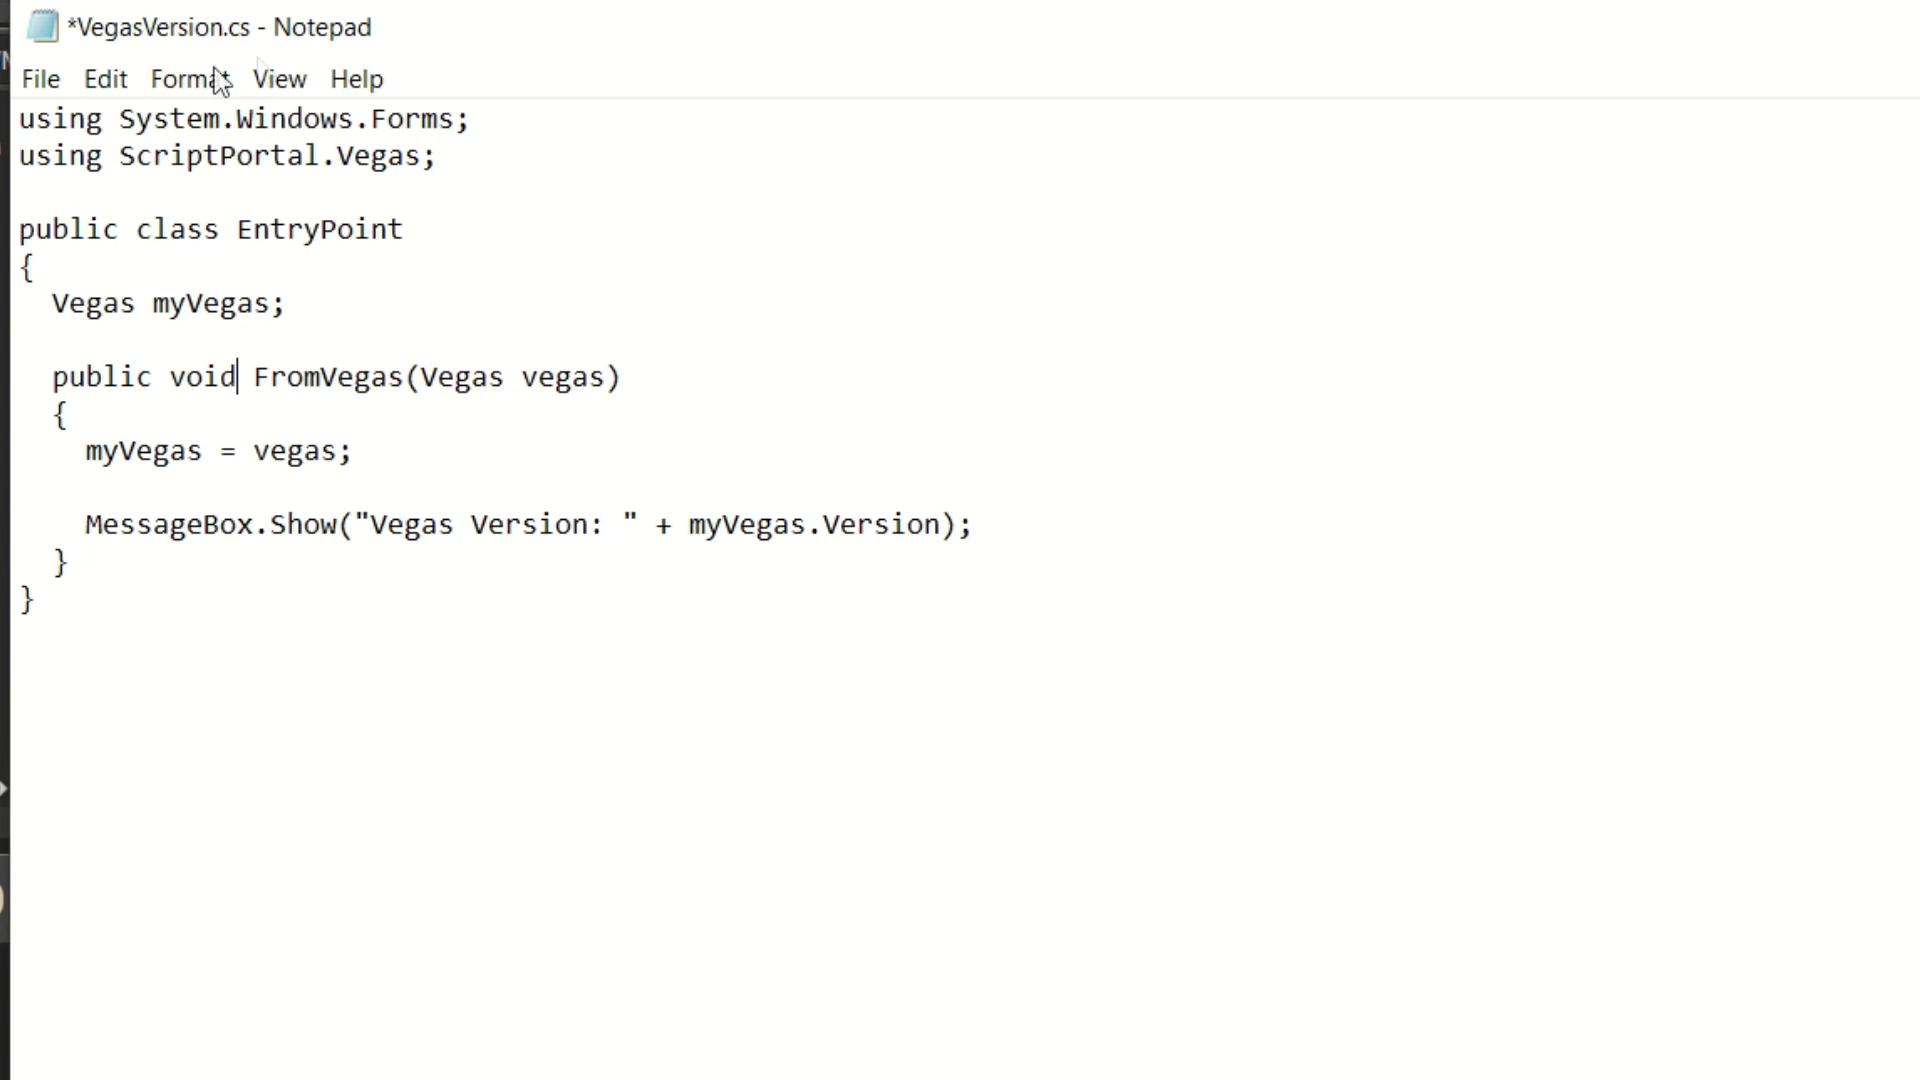 *VegasVersion.cs - Notepad
File Edit Format View Help
using System.Windows.Forms;
using ScriptPortal.Vegas;
public class EntryPoint
{
Vegas myVegas;
public void FromVegas(Vegas vegas)
{
myVegas = vegas;
MessageBox.Show("Vegas Version: " + myVegas.Version);
}
}